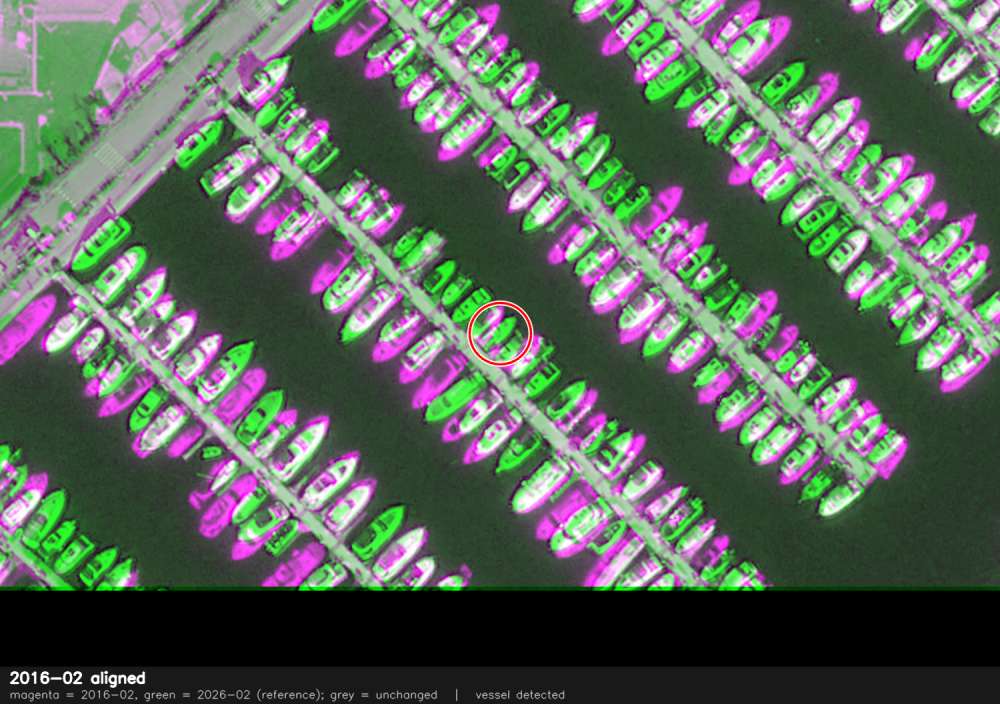 2016-02 aligned
magenta = 2016-02, green = 2026-02 (reference); grey = unchanged | vessel detected